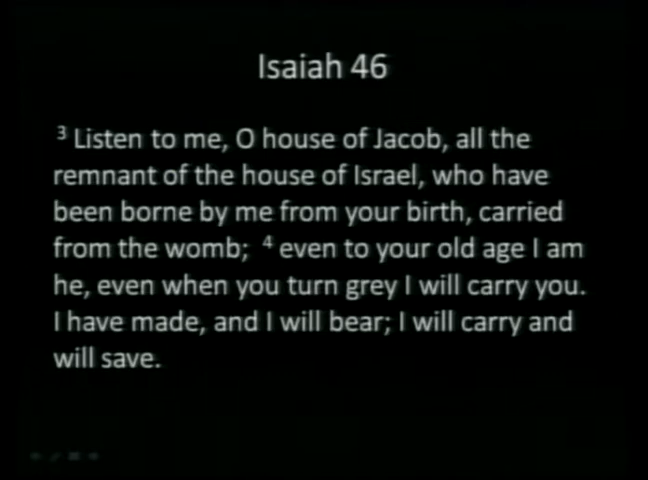 Isaiah 46
³ Listen to me, O house of Jacob, all the
remnant of the house of Israel, who have
been borne by me from your birth, carried
from the womb;  ⁴ even to your old age I am
he, even when you turn grey I will carry you.
I have made, and I will bear; I will carry and
will save.